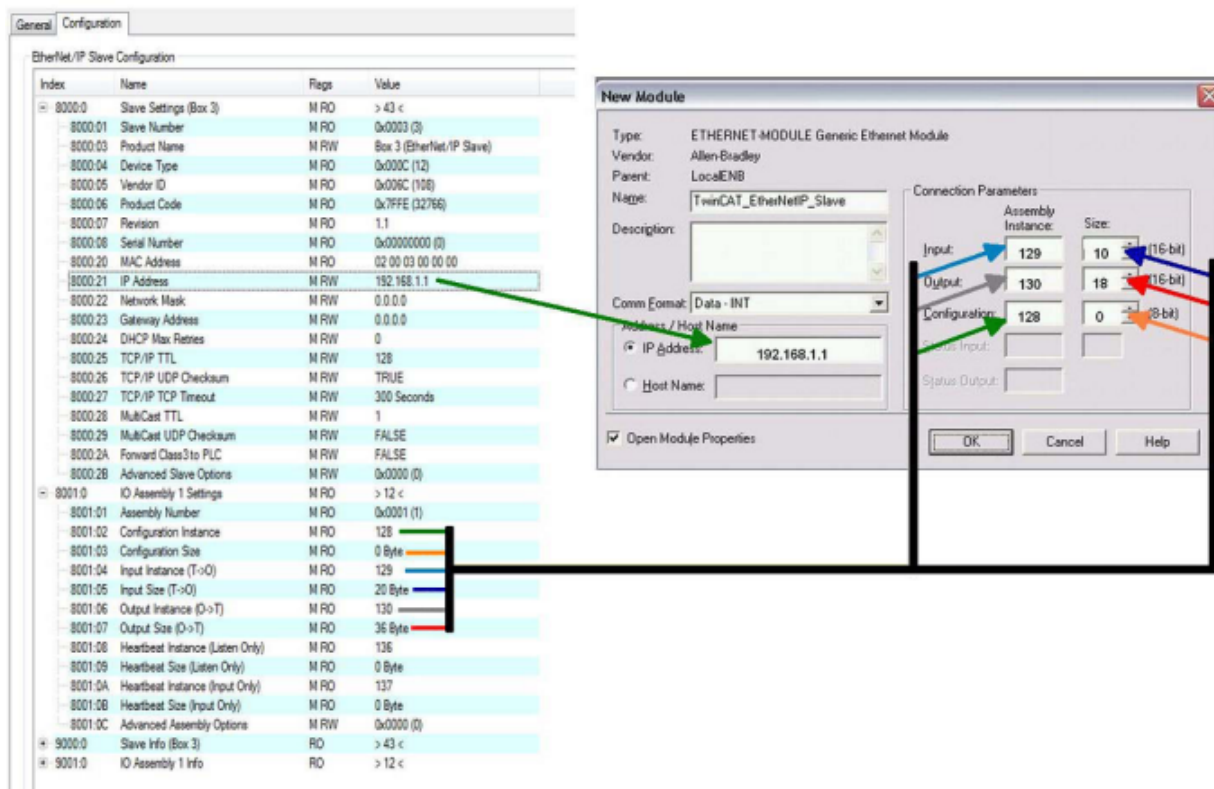 General Configuration
EtherNet/IP Slave Configuration
Index Name Flags Value
8000:0 Slave Settings (Box 3) M RO > 43 <
8000:01 Slave Number M RO 0x0003 (3)
8000:03 Product Name M RW Box 3 (EtherNet/IP Slave)
8000:04 Device Type M RO 0x000C (12)
8000:05 Vendor ID M RO 0x006C (108)
8000:06 Product Code M RO 0x7FFE (32766)
8000:07 Revision M RO 1.1
8000:08 Serial Number M RO 0x00000000 (0)
8000:20 MAC Address M RO 02 00 03 00 00 00
8000:21 IP Address M RW 192.168.1.1
8000:22 Network Mask M RW 0.0.0.0
8000:23 Gateway Address M RW 0.0.0.0
8000:24 DHCP Max Retries M RW 0
8000:25 TCP/IP TTL M RW 128
8000:26 TCP/IP UDP Checksum M RW TRUE
8000:27 TCP/IP TCP Timeout M RW 300 Seconds
8000:28 MultiCast TTL M RW 1
8000:29 MultiCast UDP Checksum M RW FALSE
8000:2A Forward Class3 to PLC M RW FALSE
8000:2B Advanced Slave Options M RW 0x0000 (0)
8001:0 IO Assembly 1 Settings M RO > 12 <
8001:01 Assembly Number M RO 0x0001 (1)
8001:02 Configuration Instance M RO 128
8001:03 Configuration Size M RO 0 Byte
8001:04 Input Instance (T->O) M RO 129
8001:05 Input Size (T->O) M RO 20 Byte
8001:06 Output Instance (O->T) M RO 130
8001:07 Output Size (O->T) M RO 36 Byte
8001:08 Heartbeat Instance (Listen Only) M RO 136
8001:09 Heartbeat Size (Listen Only) M RO 0 Byte
8001:0A Heartbeat Instance (Input Only) M RO 137
8001:0B Heartbeat Size (Input Only) M RO 0 Byte
8001:0C Advanced Assembly Options M RW 0x0000 (0)
9000:0 Slave Info (Box 3) RO > 43 <
9001:0 IO Assembly 1 Info RO > 12 <
New Module
Type: ETHERNET-MODULE Generic Ethernet Module
Vendor: Allen-Bradley
Parent: LocalENB
Name: TwinCAT_EtherNetIP_Slave
Description:
Comm Format: Data - INT
Address / Host Name
IP Address: 192.168.1.1
Host Name:
Open Module Properties
Connection Parameters
Assembly
Instance: Size:
Input: 129 10 (16-bit)
Output: 130 18 (16-bit)
Configuration: 128 0 (8-bit)
Status Input:
Status Output:
OK Cancel Help